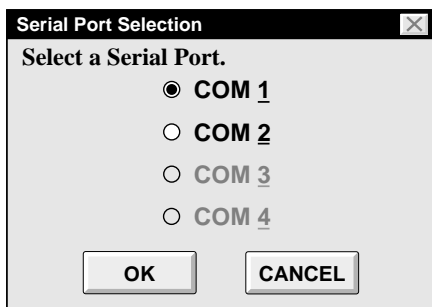 Serial Port Selection
Select a Serial Port.
COM 1
COM 2
COM 3
COM 4
OK CANCEL